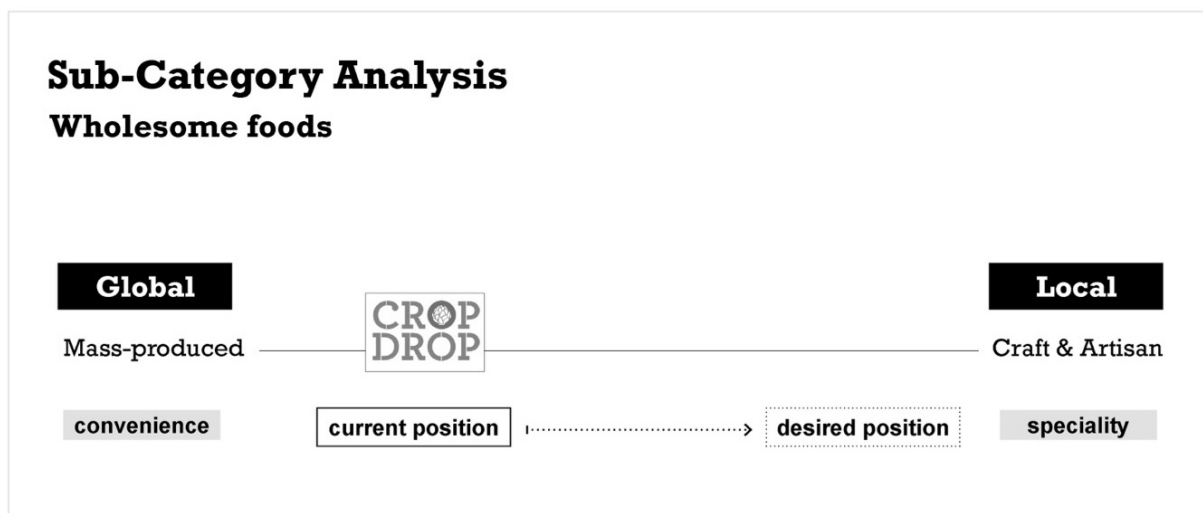 Sub-Category Analysis
Wholesome foods
Global
Local
CROP
DROP
Mass-produced
Craft & Artisan
convenience
current position
desired position
speciality